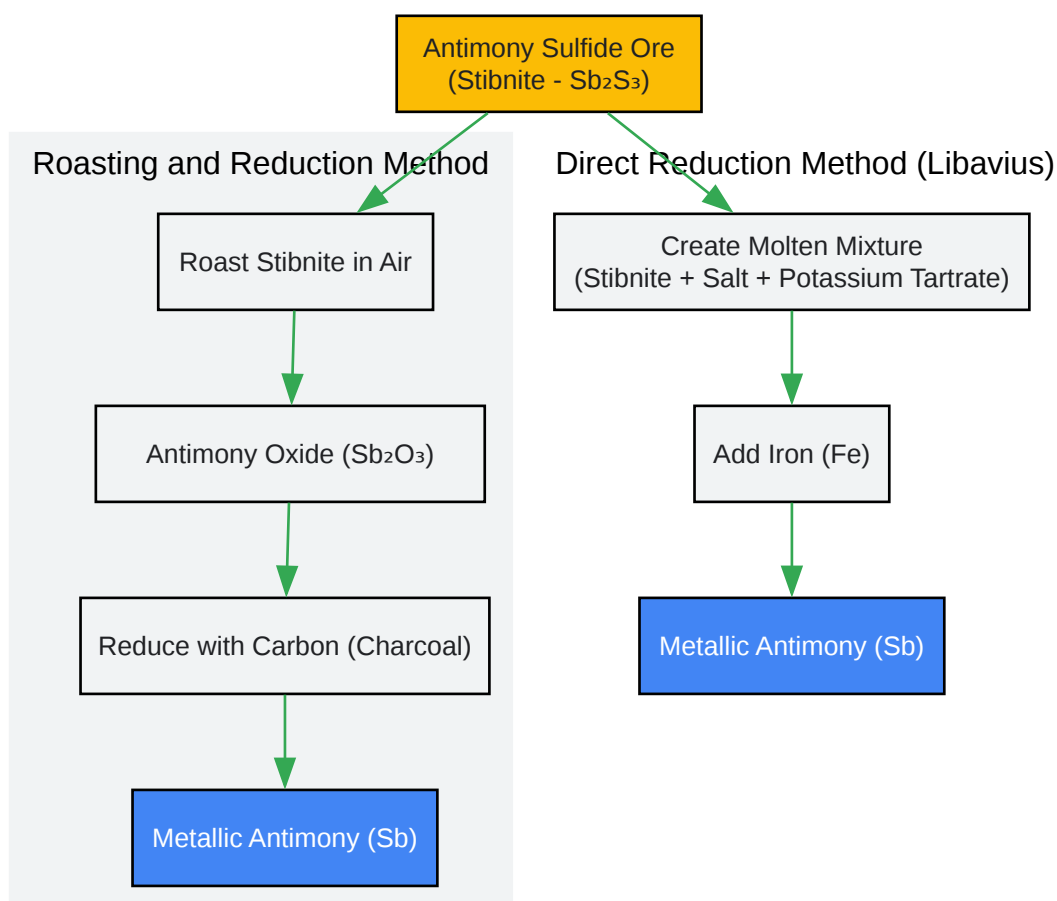 Antimony Sulfide Ore
(Stibnite - Sb₂S₃)
Roasting and Reduction Method
Roast Stibnite in Air
Antimony Oxide (Sb₂O₃)
Reduce with Carbon (Charcoal)
Metallic Antimony (Sb)
Direct Reduction Method (Libavius)
Create Molten Mixture
(Stibnite + Salt + Potassium Tartrate)
Add Iron (Fe)
Metallic Antimony (Sb)